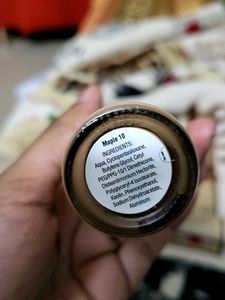 Maple 10
INGREDIENTS:
Aqua, Cyclopentasiloxane,
Butylene Glycol, Cetyl
PEG/PPG-10/1 Dimethicone,
Disteardimonium Hectorite,
Polyglyceryl-4 Isostearate,
Kaolin, Phenoxyethanol,
Sodium Dehydroacetate,
Aluminum